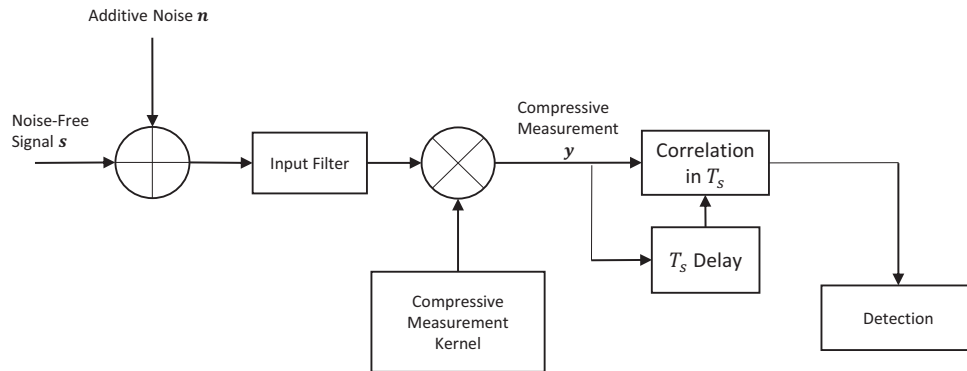 Additive Noise n
Noise-Free
Signal s
Input Filter
Compressive
Measurement
y
Correlation
in T_s
T_s Delay
Compressive
Measurement
Kernel
Detection